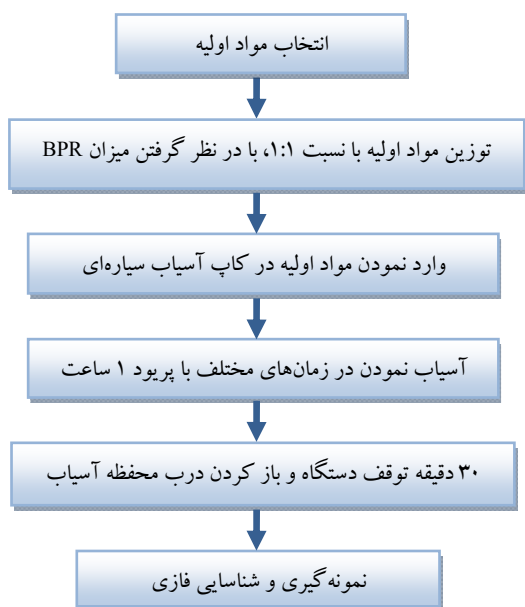 انتخاب مواد اولیه
توزین مواد اولیه با نسبت ۱:۱، با در نظر گرفتن میزان BPR
وارد نمودن مواد اولیه در کاپ آسیاب سیاره‌ای
آسیاب نمودن در زمان‌های مختلف با پریود ۱ ساعت
۳۰ دقیقه توقف دستگاه و باز کردن درب محفظه آسیاب
نمونه‌گیری و شناسایی فازی